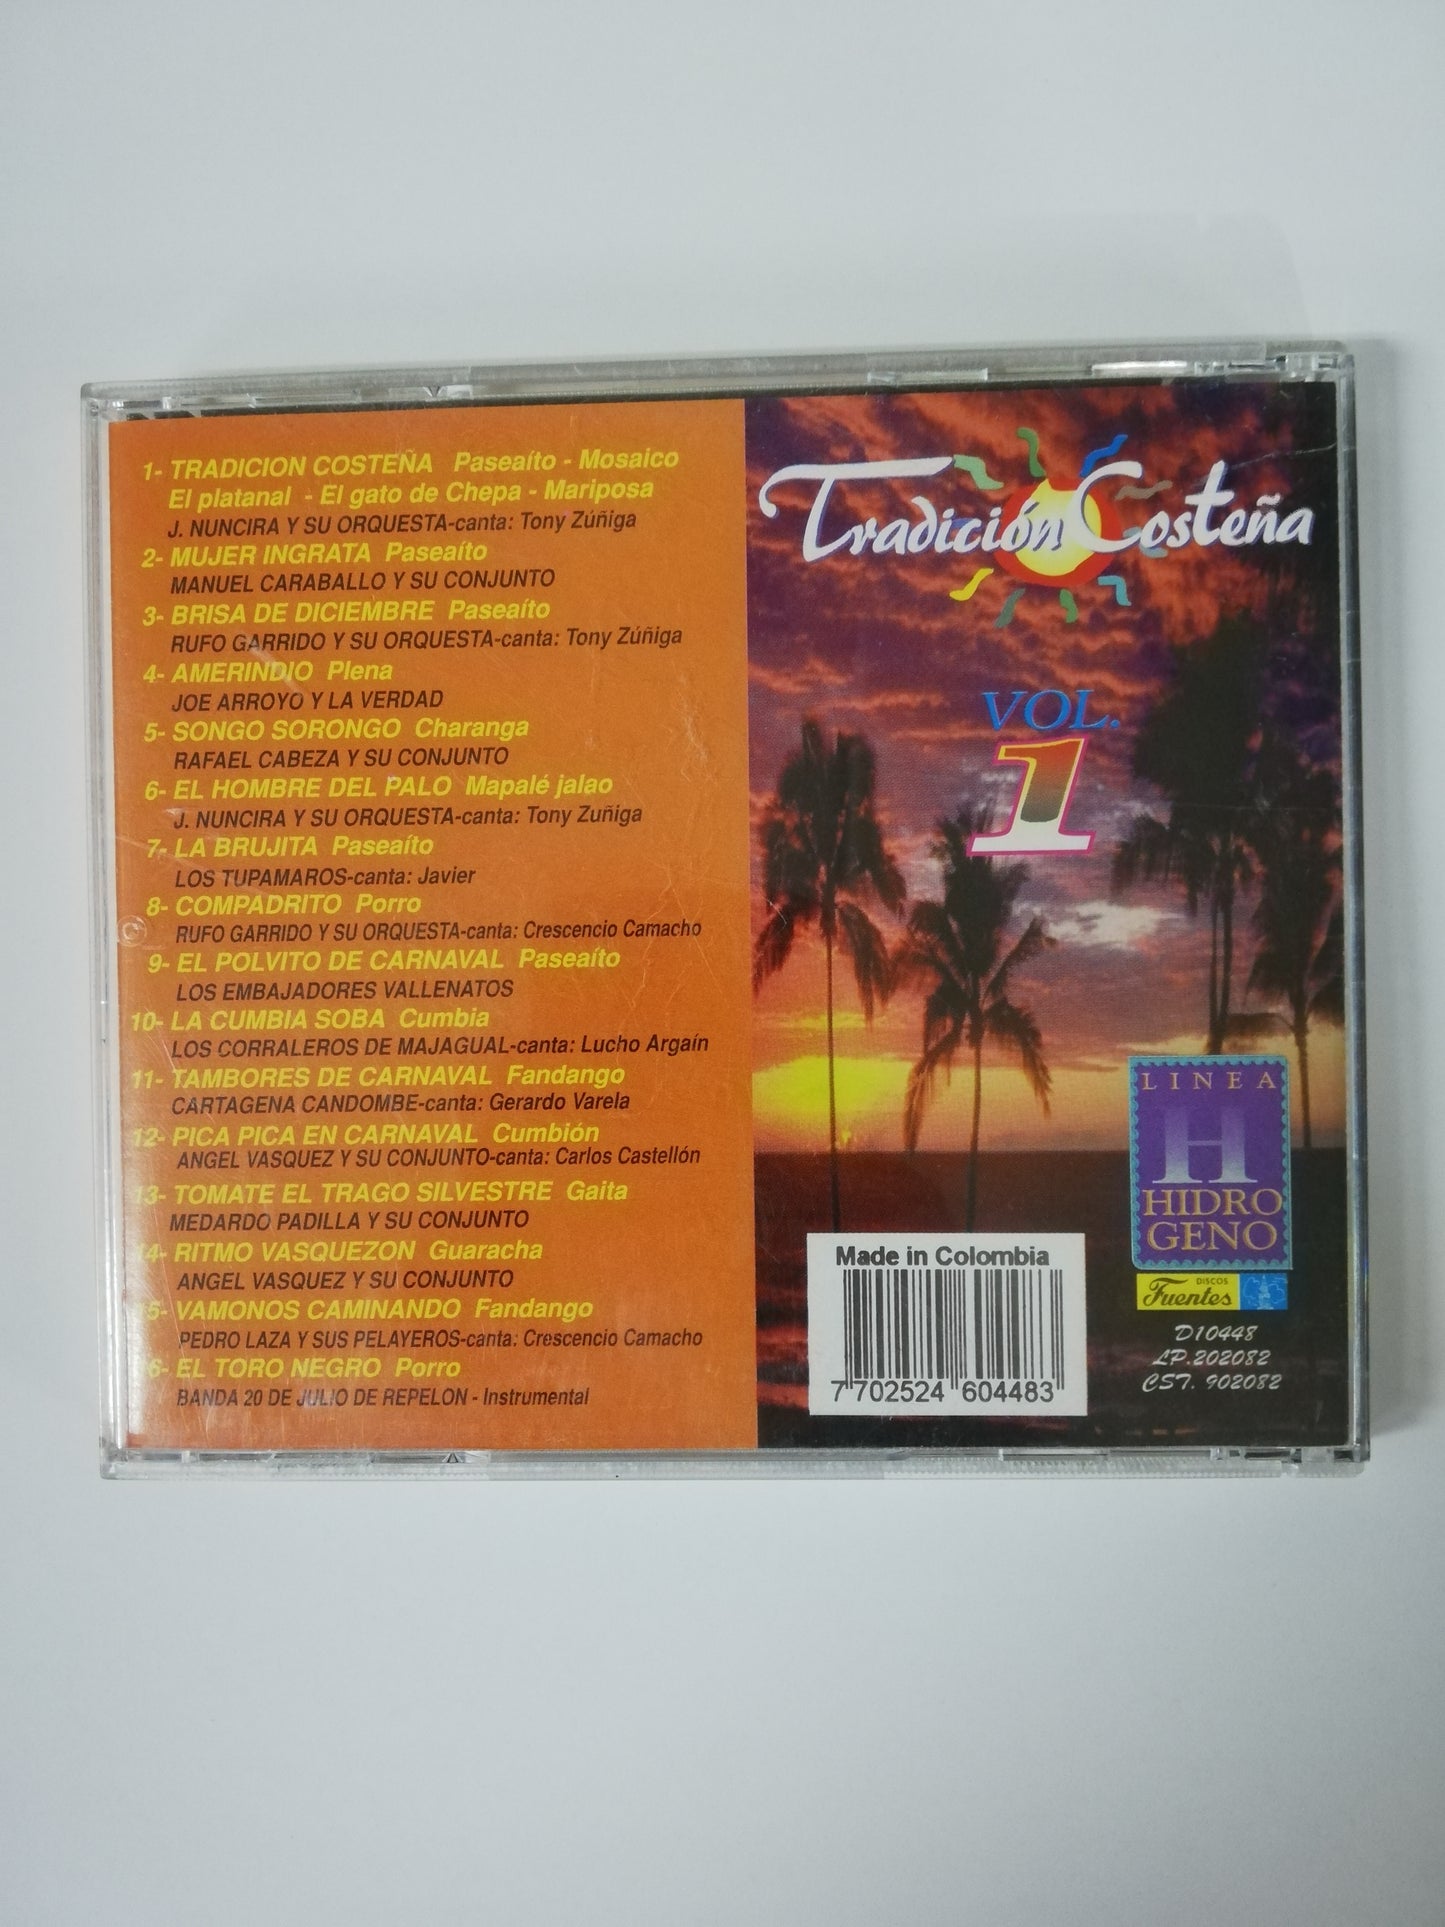 1- TRADICION COSTEÑA Paseaíto - Mosaico
El platanal - El gato de Chepa - Mariposa
J. NUNCIRA Y SU ORQUESTA-canta: Tony Zúñiga
2- MUJER INGRATA Paseaíto
MANUEL CARABALLO Y SU CONJUNTO
3- BRISA DE DICIEMBRE Paseaíto
RUFO GARRIDO Y SU ORQUESTA-canta: Tony Zúñiga
4- AMERINDIO Plena
JOE ARROYO Y LA VERDAD
5- SONGO SORONGO Charanga
RAFAEL CABEZA Y SU CONJUNTO
6- EL HOMBRE DEL PALO Mapalé jalao
J. NUNCIRA Y SU ORQUESTA-canta: Tony Zuñiga
7- LA BRUJITA Paseaíto
LOS TUPAMAROS-canta: Javier
8- COMPADRITO Porro
RUFO GARRIDO Y SU ORQUESTA-canta: Crescencio Camacho
9- EL POLVITO DE CARNAVAL Paseaíto
LOS EMBAJADORES VALLENATOS
10- LA CUMBIA SOBA Cumbia
LOS CORRALEROS DE MAJAGUAL-canta: Lucho Argaín
11- TAMBORES DE CARNAVAL Fandango
CARTAGENA CANDOMBE-canta: Gerardo Varela
12- PICA PICA EN CARNAVAL Cumbión
ANGEL VASQUEZ Y SU CONJUNTO-canta: Carlos Castellón
13- TOMATE EL TRAGO SILVESTRE Gaita
MEDARDO PADILLA Y SU CONJUNTO
14- RITMO VASQUEZON Guaracha
ANGEL VASQUEZ Y SU CONJUNTO
15- VAMONOS CAMINANDO Fandango
PEDRO LAZA Y SUS PELAYEROS-canta: Crescencio Camacho
6- EL TORO NEGRO Porro
BANDA 20 DE JULIO DE REPELON - Instrumental
Tradición Costeña
VOL.
1
LINEA
H
HIDRO
GENO
DISCOS
Fuentes
D10448
LP.202082
CST. 902082
Made in Colombia
7 702524 604483